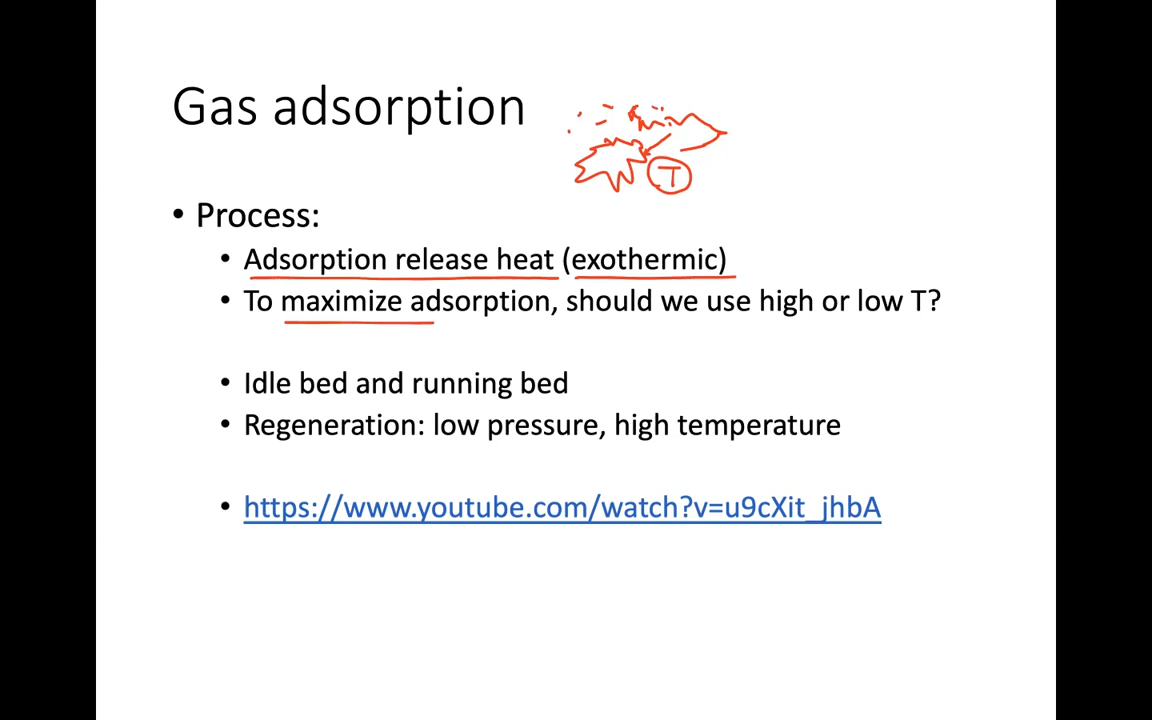 Gas adsorption
T
• Process:
• Adsorption release heat (exothermic)
• To maximize adsorption, should we use high or low T?
• Idle bed and running bed
• Regeneration: low pressure, high temperature
• https://www.youtube.com/watch?v=u9cXit_jhbA